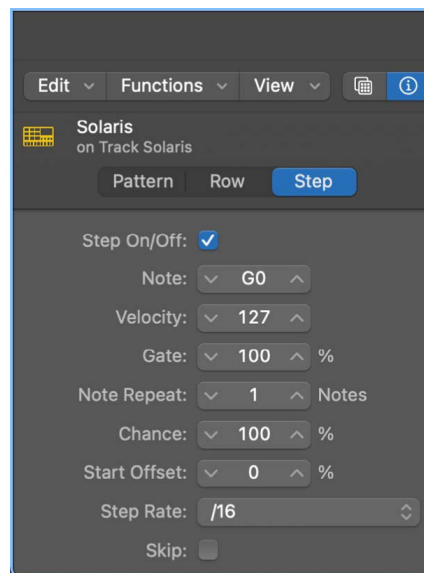 Edit Functions View
Solaris
on Track Solaris
Pattern Row Step
Step On/Off:
Note: G0
Velocity: 127
Gate: 100 %
Note Repeat: 1 Notes
Chance: 100 %
Start Offset: 0 %
Step Rate: /16
Skip: